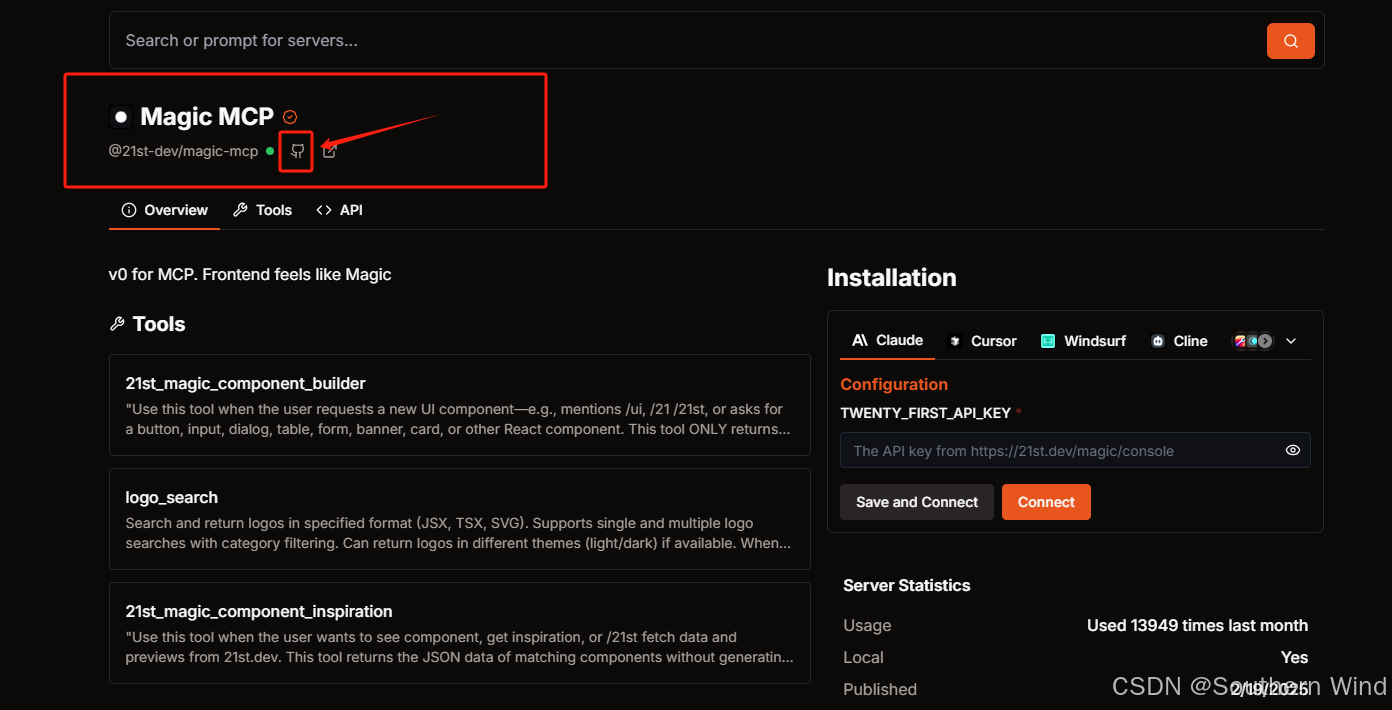 Search or prompt for servers...
Magic MCP
@21st-dev/magic-mcp
Overview
Tools
API
v0 for MCP. Frontend feels like Magic
Tools
21st_magic_component_builder
"Use this tool when the user requests a new UI component—e.g., mentions /ui, /21 /21st, or asks for
a button, input, dialog, table, form, banner, card, or other React component. This tool ONLY returns...
logo_search
Search and return logos in specified format (JSX, TSX, SVG). Supports single and multiple logo
searches with category filtering. Can return logos in different themes (light/dark) if available. When...
21st_magic_component_inspiration
"Use this tool when the user wants to see component, get inspiration, or /21st fetch data and
previews from 21st.dev. This tool returns the JSON data of matching components without generatin...
Installation
Claude
Cursor
Windsurf
Cline
Configuration
TWENTY_FIRST_API_KEY *
The API key from https://21st.dev/magic/console
Save and Connect
Connect
Server Statistics
Usage
Used 13949 times last month
Local
Yes
Published
2/19/2025
CSDN @Southern Wind